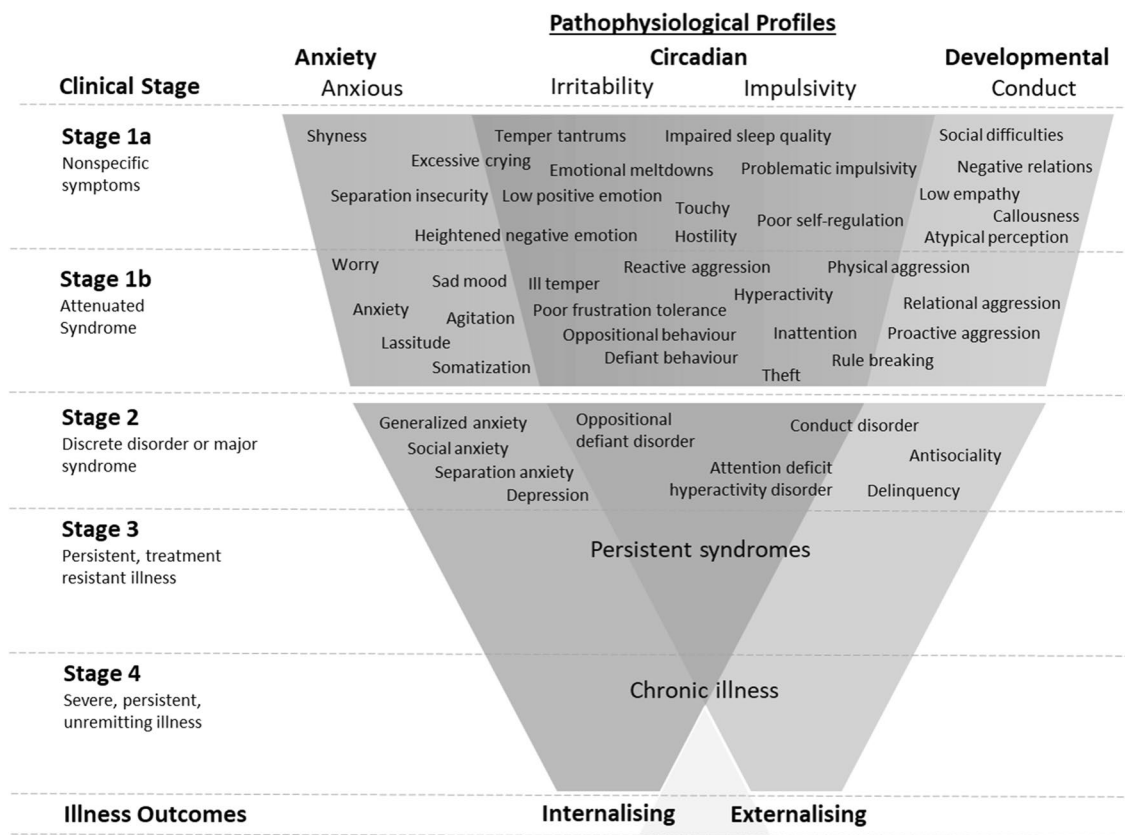 Pathophysiological Profiles
Anxiety Circadian Developmental
Clinical Stage Anxious Irritability Impulsivity Conduct
Stage 1a
Nonspecific
symptoms
Shyness Temper tantrums Impaired sleep quality Social difficulties
Excessive crying Emotional meltdowns Problematic impulsivity Negative relations
Separation insecurity Low positive emotion Touchy Low empathy
Poor self-regulation Callousness
Heightened negative emotion Hostility Atypical perception
Stage 1b
Attenuated
Syndrome
Worry Reactive aggression Physical aggression
Sad mood Ill temper Hyperactivity
Anxiety Agitation Poor frustration tolerance Relational aggression
Lassitude Oppositional behaviour Inattention Proactive aggression
Somatization Defiant behaviour Theft Rule breaking
Stage 2
Discrete disorder or major
syndrome
Generalized anxiety Oppositional
defiant disorder
Conduct disorder
Social anxiety Antisociality
Separation anxiety Attention deficit
hyperactivity disorder
Depression Delinquency
Stage 3
Persistent, treatment
resistant illness
Persistent syndromes
Stage 4
Severe, persistent,
unremitting illness
Chronic illness
Illness Outcomes Internalising Externalising